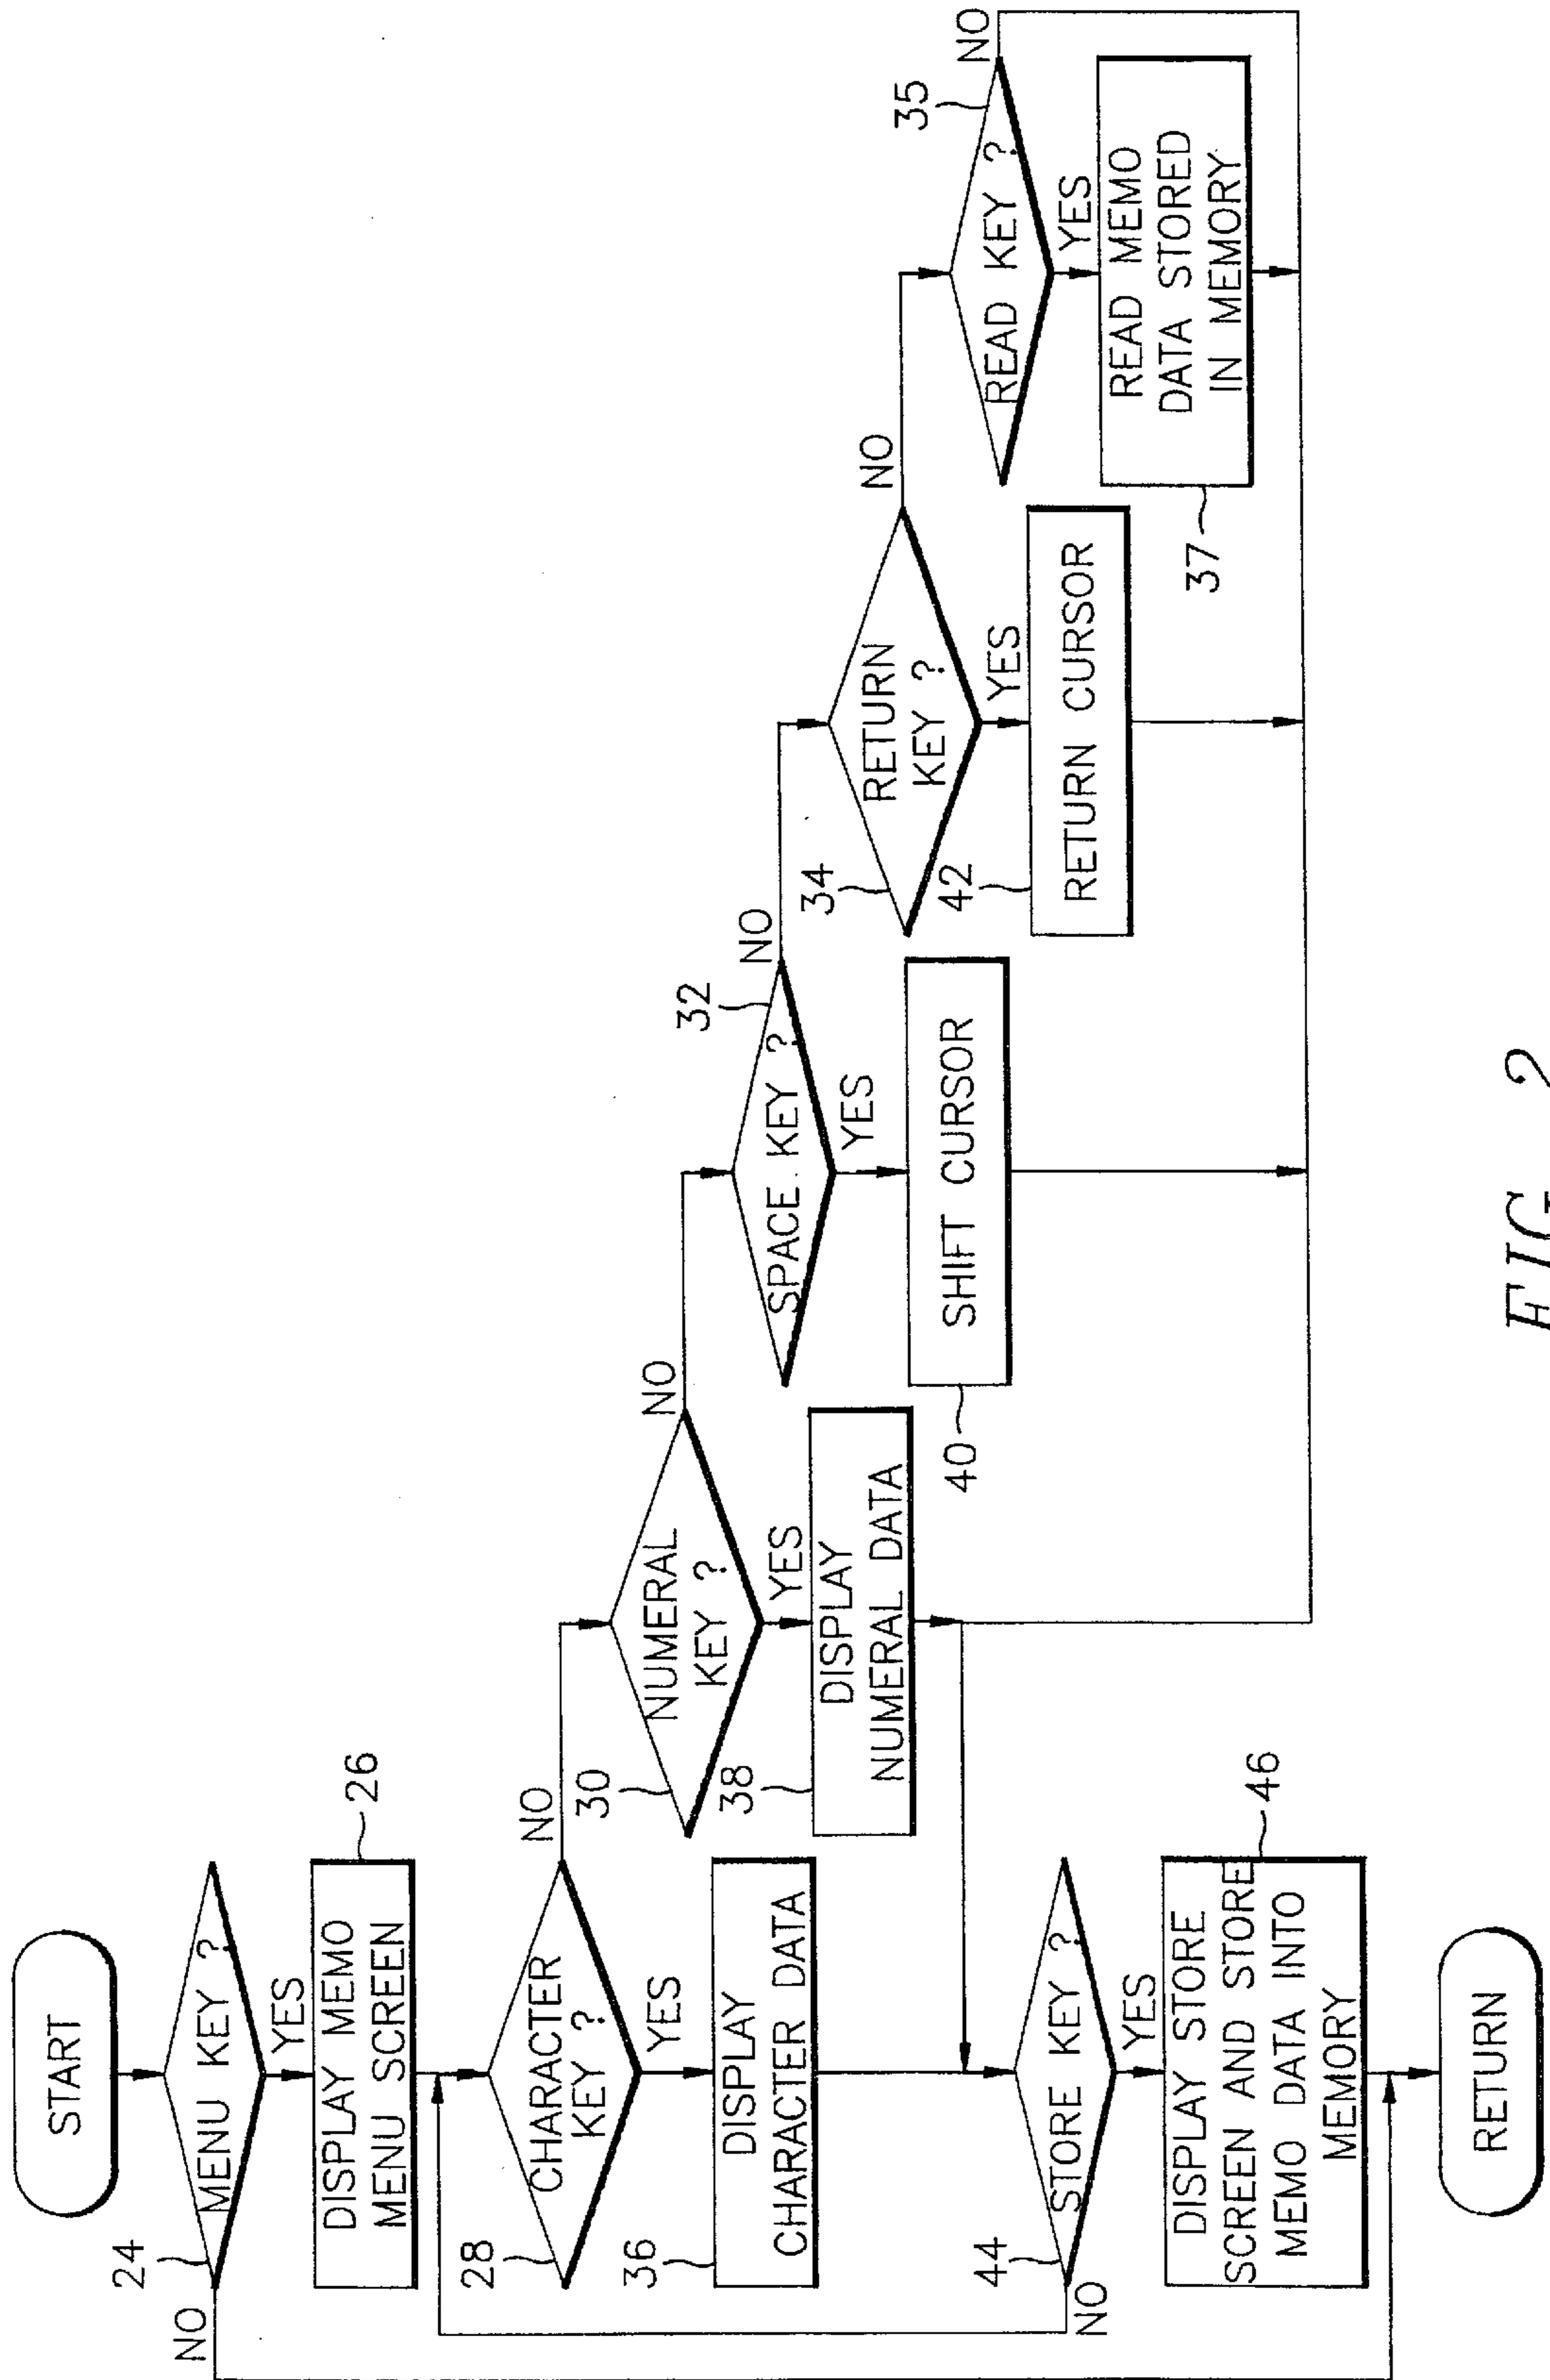 START
24
MENU KEY ?
NO
YES
DISPLAY MEMO
MENU SCREEN
26
28
CHARACTER
KEY ?
NO
YES
36
DISPLAY
CHARACTER DATA
30
NUMERAL
KEY ?
NO
YES
38
DISPLAY
NUMERAL DATA
32
SPACE KEY ?
NO
YES
40
SHIFT CURSOR
34
RETURN
KEY ?
NO
YES
42
RETURN CURSOR
35
READ KEY ?
NO
YES
37
READ MEMO
DATA STORED
IN MEMORY
44
STORE KEY ?
NO
YES
46
DISPLAY STORE
SCREEN AND STORE
MEMO DATA INTO
MEMORY
RETURN
FIG. 2